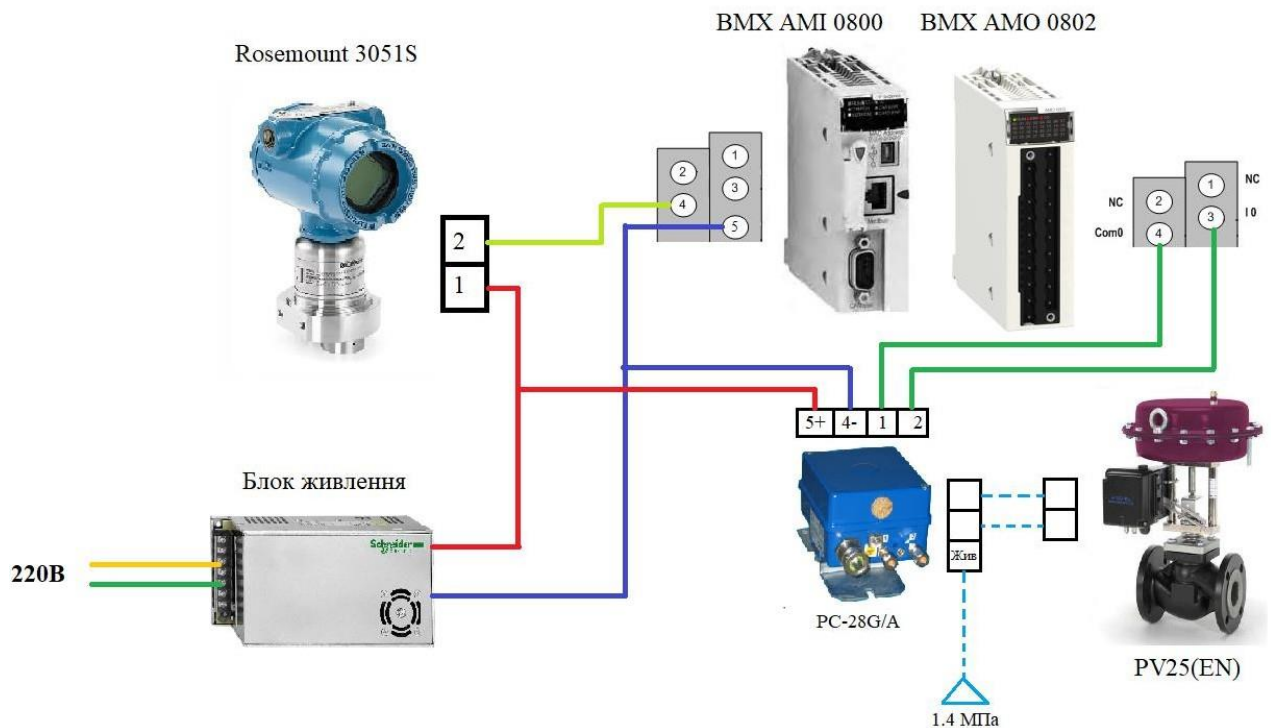 BMX AMI 0800
BMX AMO 0802
Rosemount 3051S
1
2
3
4
5
NC
1
NC
2
3
I0
Com0
4
2
1
5+
4-
1
2
Блок живлення
Schneider
220В
Жив
PC-28G/A
PV25(EN)
1.4 МПа